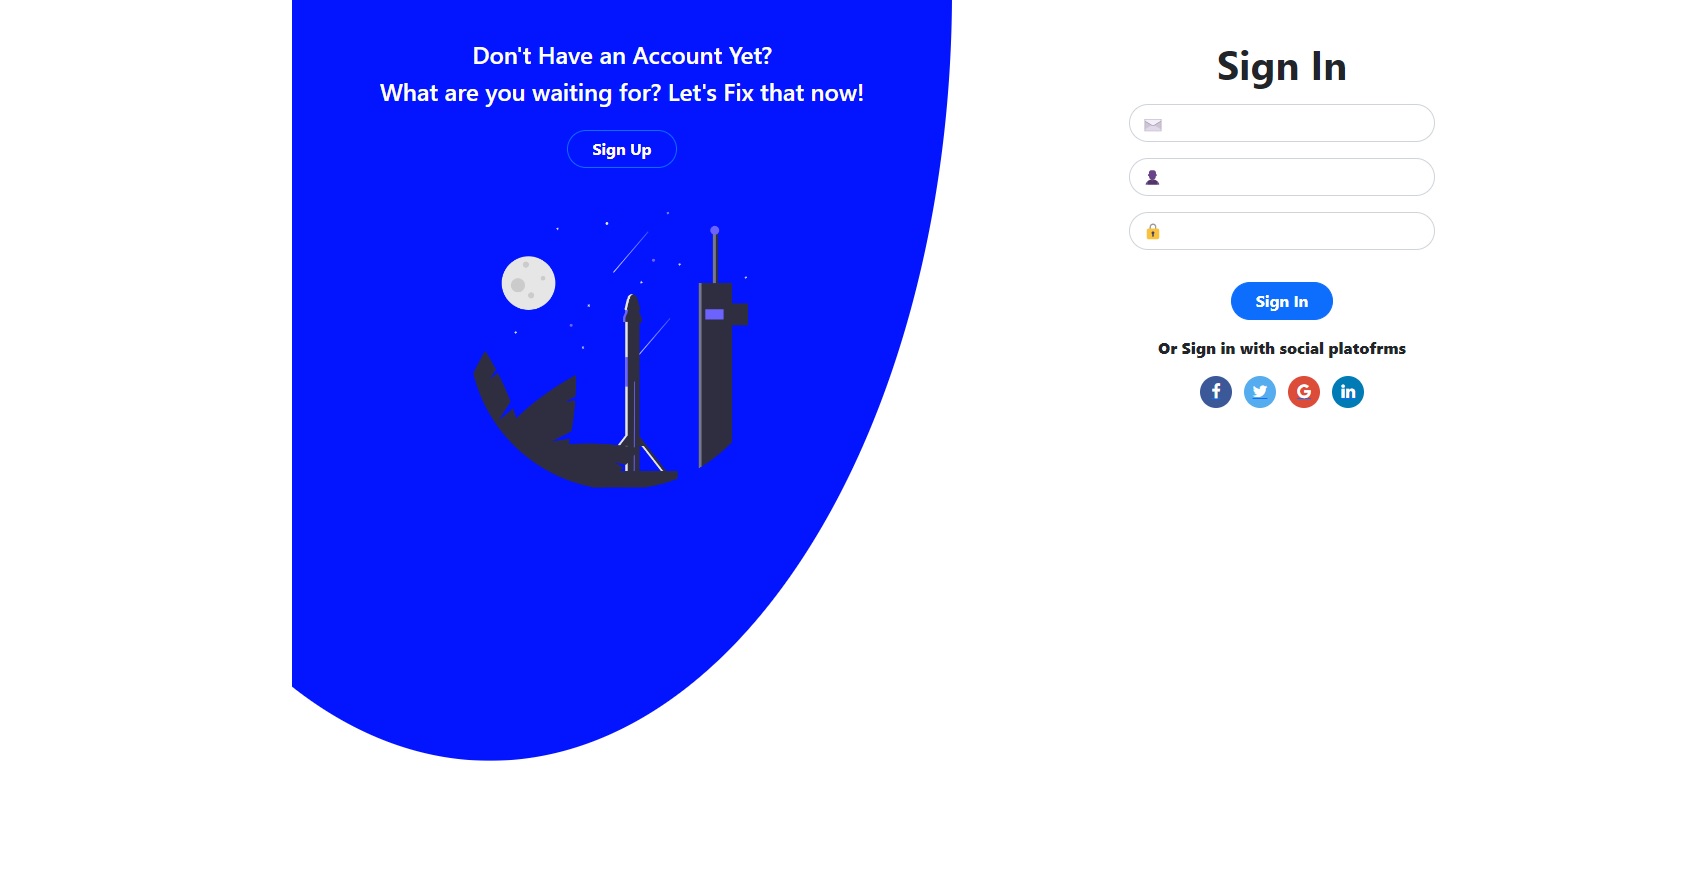 Don't Have an Account Yet?
What are you waiting for? Let's Fix that now!
Sign Up
Sign In
Sign In
Or Sign in with social platofrms